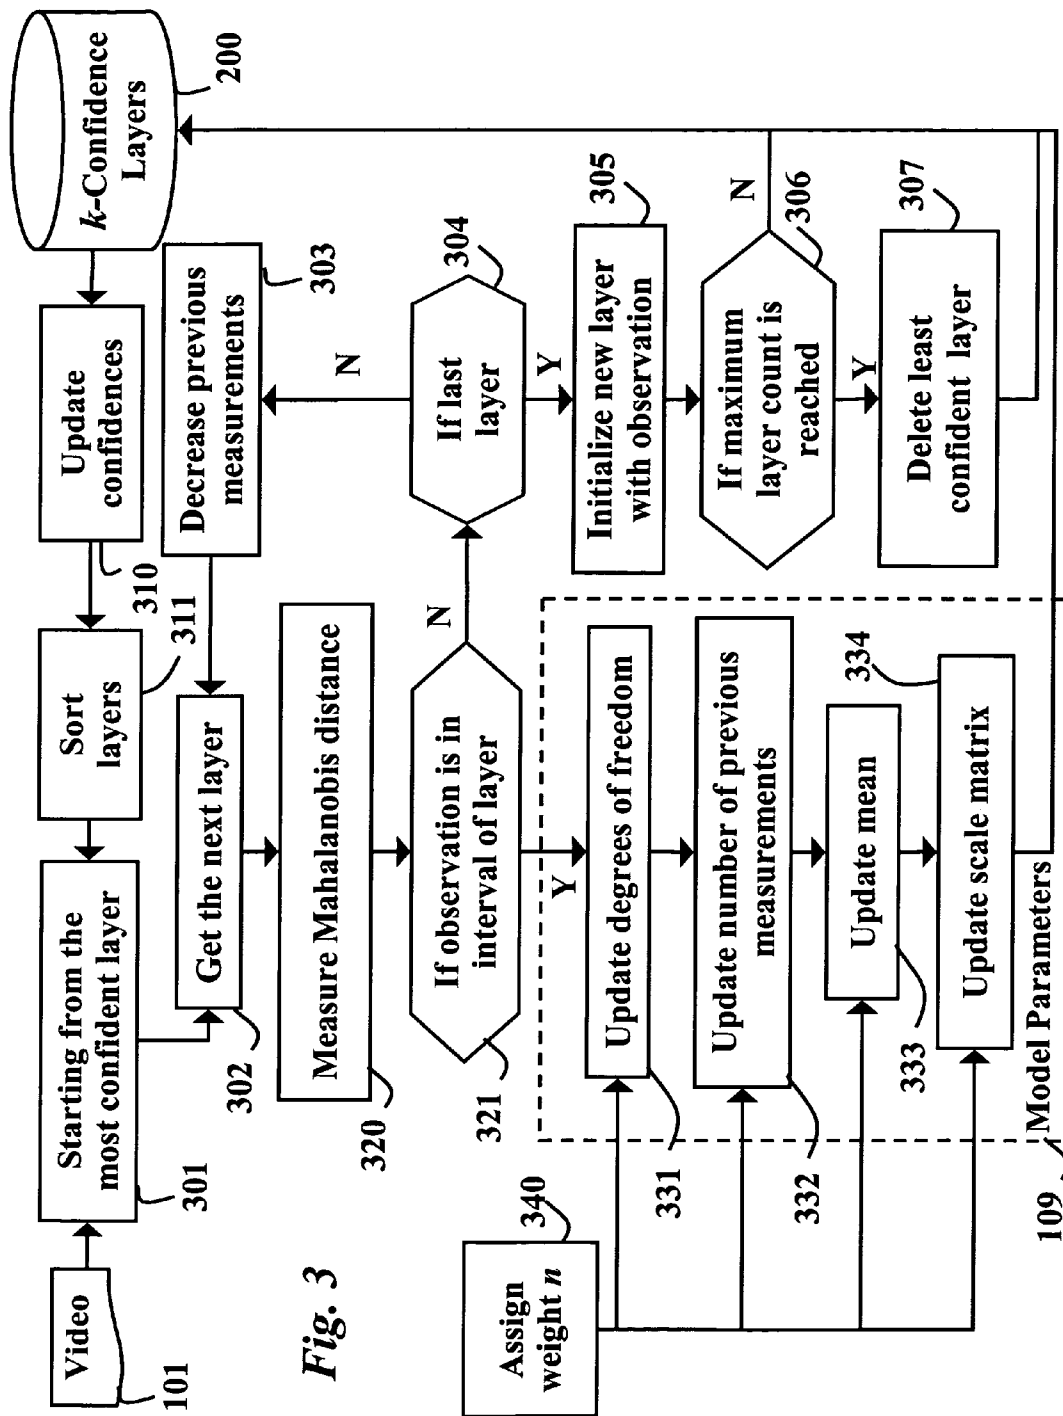 Video
101
Starting from the
most confident layer
301
Sort
layers
311
Update
confidences
310
k-Confidence
Layers
200
Get the next layer
302
Decrease previous
measurements
303
Fig. 3
Measure Mahalanobis distance
320
If observation is in
interval of layer
321
N
If last
layer
304
N
Y
Y
Assign
weight n
340
Update degrees of freedom
331
Initialize new layer
with observation
305
Update number of previous
measurements
332
If maximum
layer count is
reached
306
N
Y
Update mean
333
Delete least
confident layer
307
Update scale matrix
334
Model Parameters
109